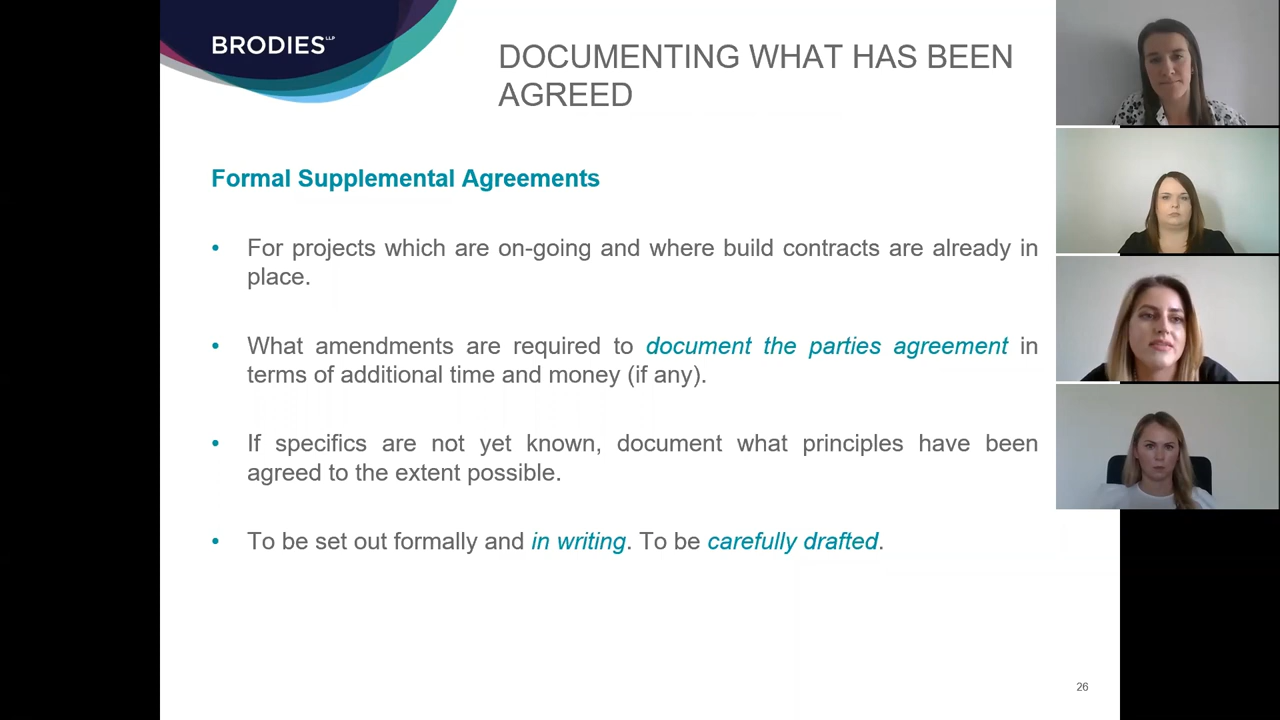 BRODIES LLP
DOCUMENTING WHAT HAS BEEN
AGREED
Formal Supplemental Agreements
• For projects which are on-going and where build contracts are already in
place.
• What amendments are required to document the parties agreement in
terms of additional time and money (if any).
• If specifics are not yet known, document what principles have been
agreed to the extent possible.
• To be set out formally and in writing. To be carefully drafted.
26